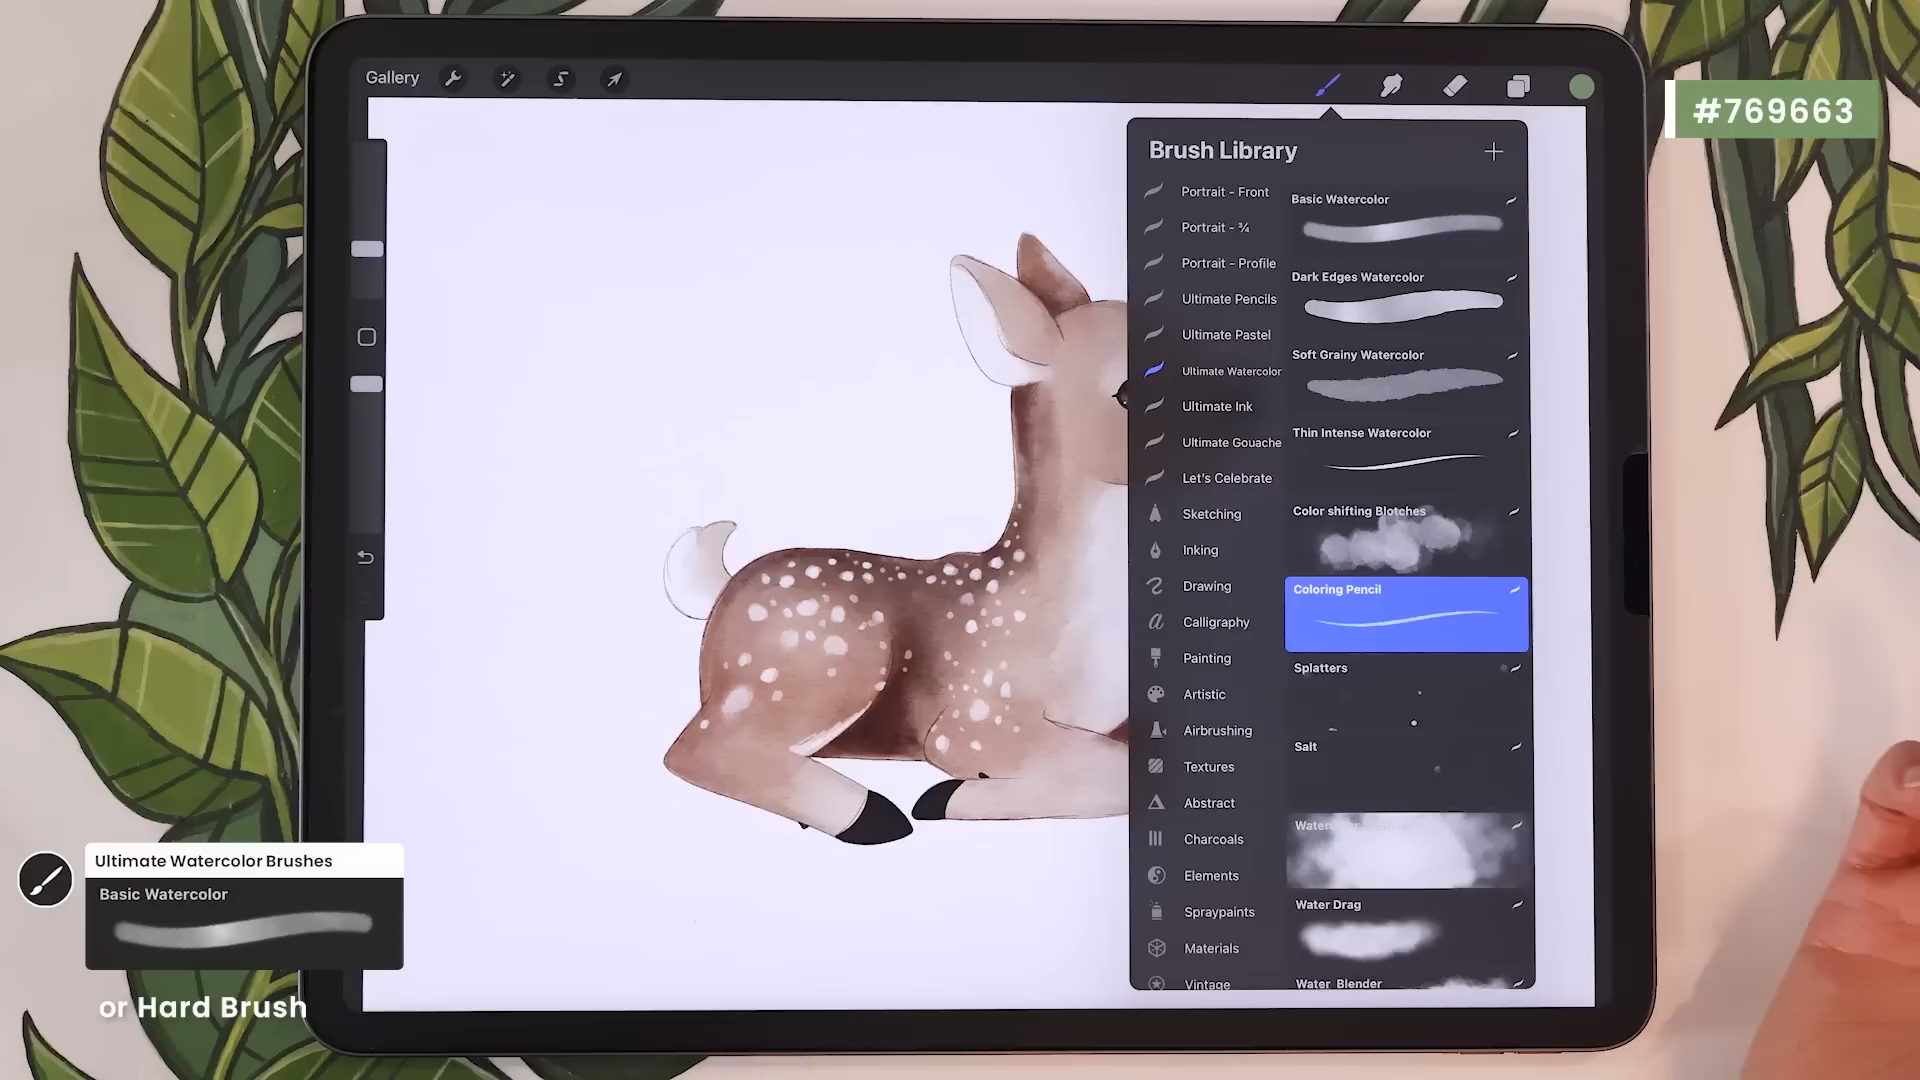 Gallery
#769663
Brush Library
Portrait - Front
Portrait - ¾
Portrait - Profile
Ultimate Pencils
Ultimate Pastel
Ultimate Watercolor
Ultimate Ink
Ultimate Gouache
Let's Celebrate
Sketching
Inking
Drawing
Calligraphy
Painting
Artistic
Airbrushing
Textures
Abstract
Charcoals
Elements
Spraypaints
Materials
Vintage
Basic Watercolor
Dark Edges Watercolor
Soft Grainy Watercolor
Thin Intense Watercolor
Color shifting Blotches
Coloring Pencil
Splatters
Salt
Water Drag
Water Blender
Ultimate Watercolor Brushes
Basic Watercolor
or Hard Brush